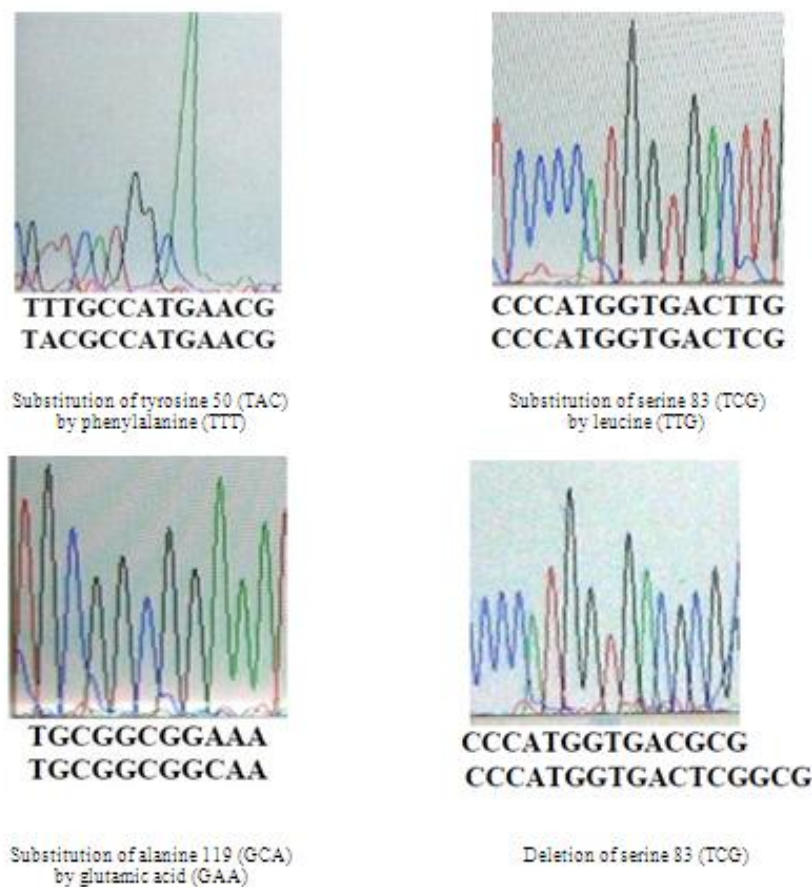 TTTGCCATGAACG
TACGCCATGAACG
Substitution of tyrosine 50 (TAC)
by phenylalanine (TTT)
CCCATGGTGACTTG
CCCATGGTGACTCG
Substitution of serine 83 (TCG)
by leucine (TTG)
TGCGGCGGAAA
TGCGGCGGCAA
Substitution of alanine 119 (GCA)
by glutamic acid (GAA)
CCCATGGTGACGCG
CCCATGGTGACTCGGCG
Deletion of serine 83 (TCG)